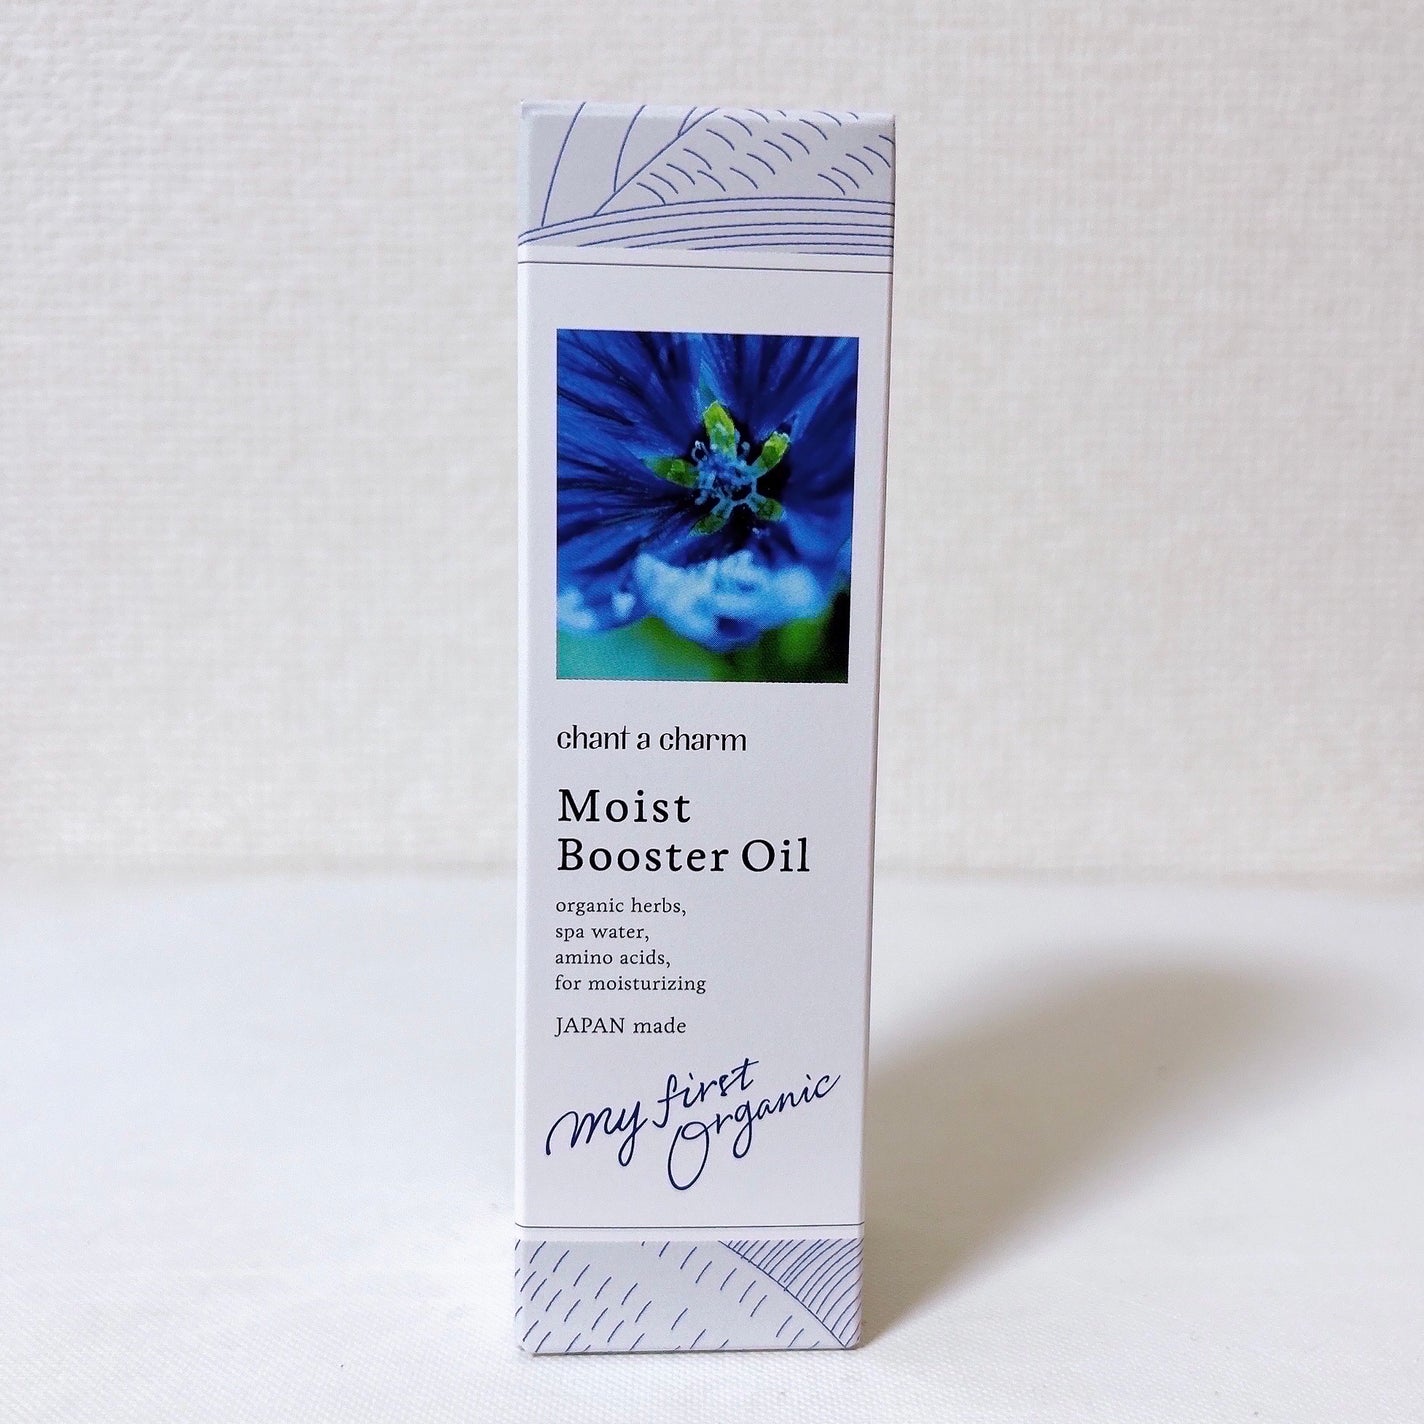 chant a charm
Moist
Booster Oil
organic herbs,
spa water,
amino acids,
for moisturizing
JAPAN made
my first
Organic